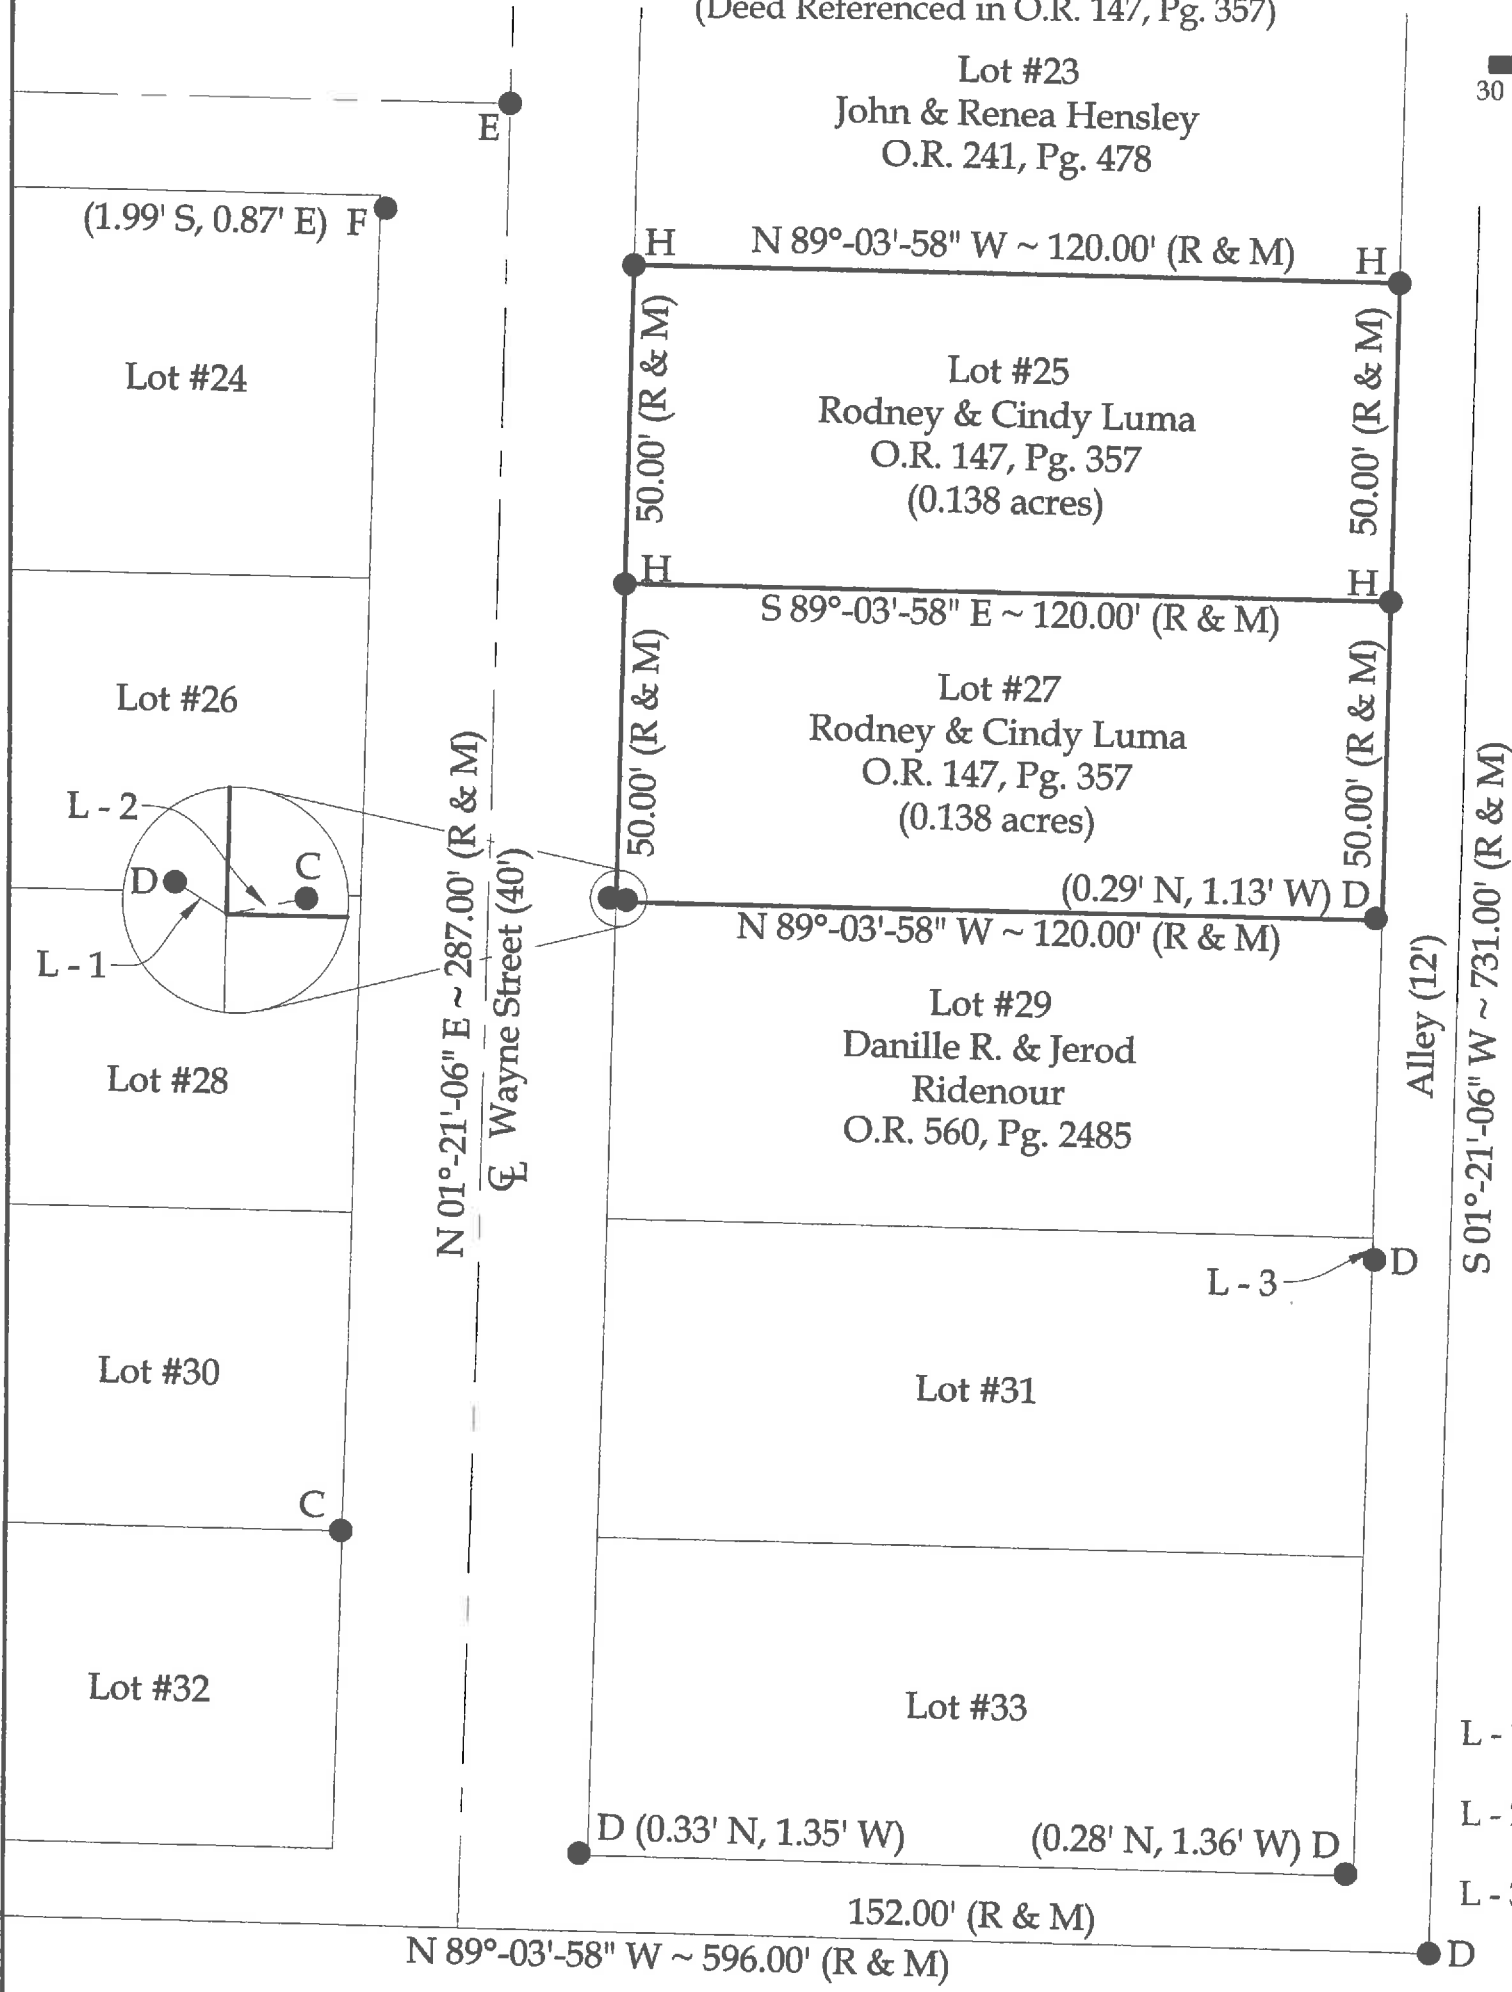 (Deed Referenced in O.R. 147, Pg. 357)
Lot #23
John & Renea Hensley
O.R. 241, Pg. 478
30
E
(1.99' S, 0.87' E) F
H
N 89°-03'-58" W ~ 120.00' (R & M)
H
50.00' (R & M)
50.00' (R & M)
Lot #24
Lot #25
Rodney & Cindy Luma
O.R. 147, Pg. 357
(0.138 acres)
H
H
S 89°-03'-58" E ~ 120.00' (R & M)
Lot #26
50.00' (R & M)
50.00' (R & M)
Lot #27
Rodney & Cindy Luma
O.R. 147, Pg. 357
(0.138 acres)
L - 2
D
C
L - 1
(0.29' N, 1.13' W) D
N 89°-03'-58" W ~ 120.00' (R & M)
N 01°-21'-06" E ~ 287.00' (R & M)
℄ Wayne Street (40')
Alley (12')
S 01°-21'-06" W ~ 731.00' (R & M)
Lot #28
Lot #29
Danille R. & Jerod
Ridenour
O.R. 560, Pg. 2485
L - 3
D
Lot #30
Lot #31
C
Lot #32
Lot #33
L -
L -
L -
D (0.33' N, 1.35' W)
(0.28' N, 1.36' W) D
152.00' (R & M)
N 89°-03'-58" W ~ 596.00' (R & M)
D